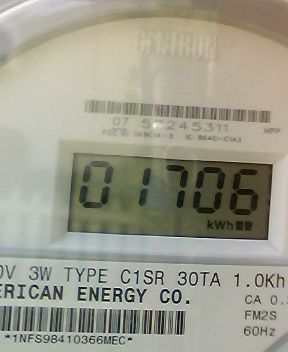 CENTRON
07 57245311
HPP
01706
kWh
0V 3W TYPE C1SR 30TA 1.0Kh
ERICAN ENERGY CO.
CA 0.
FM2S
60Hz
*1NFS98410366MEC*